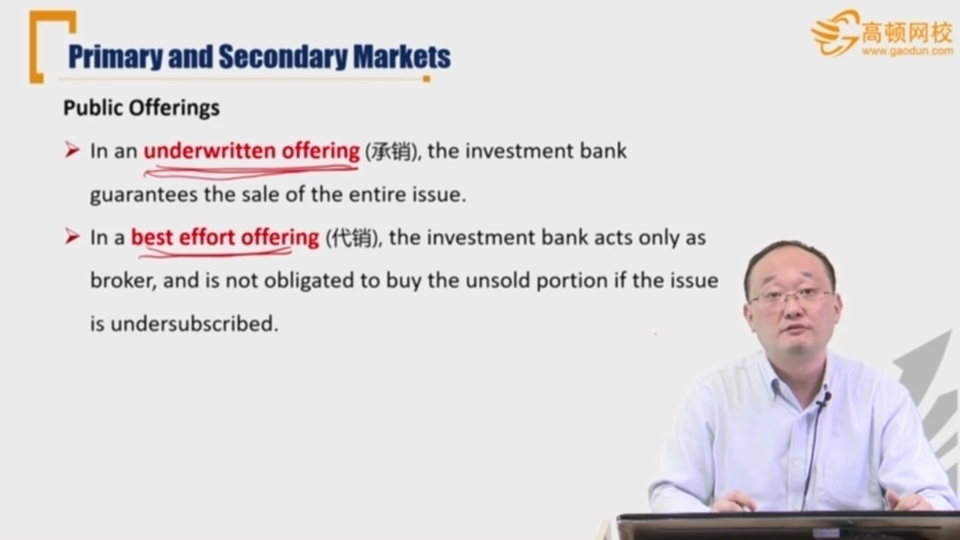 高顿网校
www.gaodun.com
Primary and Secondary Markets
Public Offerings
In an underwritten offering (承销), the investment bank
guarantees the sale of the entire issue.
In a best effort offering (代销), the investment bank acts only as
broker, and is not obligated to buy the unsold portion if the issue
is undersubscribed.